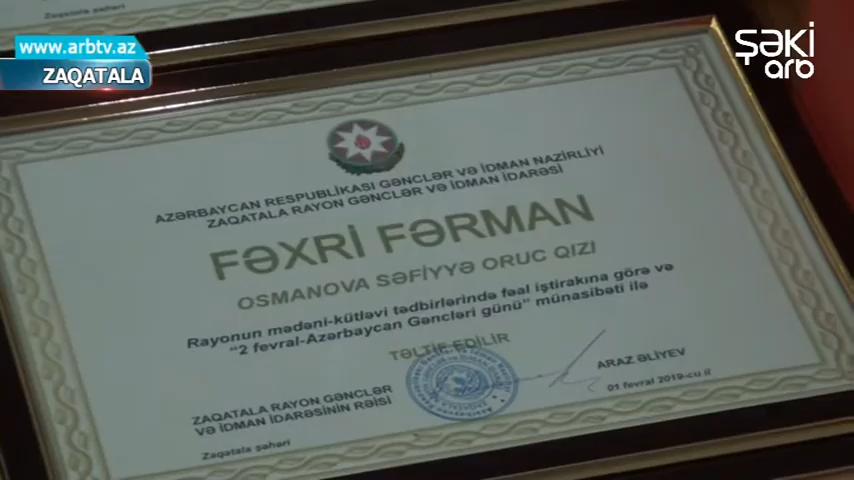 Zaqatala şəhəri
www.arbtv.az
ZAQATALA
ŞƏKİ
arb
AZƏRBAYCAN RESPUBLİKASI GƏNCLƏR VƏ İDMAN NAZİRLİYİ
ZAQATALA RAYON GƏNCLƏR VƏ İDMAN İDARƏSİ
FƏXRİ FƏRMAN
OSMANOVA SƏFİYYƏ ORUC QIZI
Rayonun mədəni-kütləvi tədbirlərində fəal iştirakına görə və
"2 fevral-Azərbaycan Gəncləri günü" münasibəti ilə
TƏLTİF EDİLİR
ZAQATALA RAYON GƏNCLƏR
VƏ İDMAN İDARƏSİNİN RƏİSİ
ARAZ ƏLİYEV
01 fevral 2019-cu il
Zaqatala şəhəri